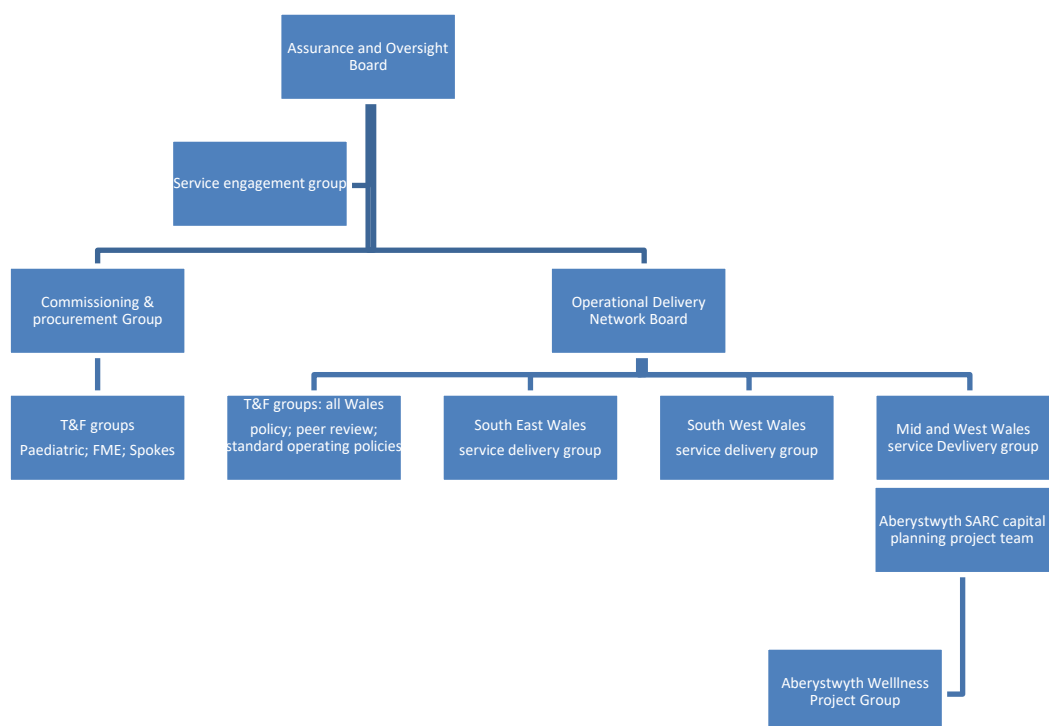 Assurance and Oversight
Board
Service engagement group
Commissioning &
procurement Group
Operational Delivery
Network Board
T&F groups
Paediatric; FME; Spokes
T&F groups: all Wales
policy; peer review;
standard operating policies
South East Wales
service delivery group
South West Wales
service delivery group
Mid and West Wales
service Devlivery group
Aberystwyth SARC capital
planning project team
Aberystwyth Welllness
Project Group